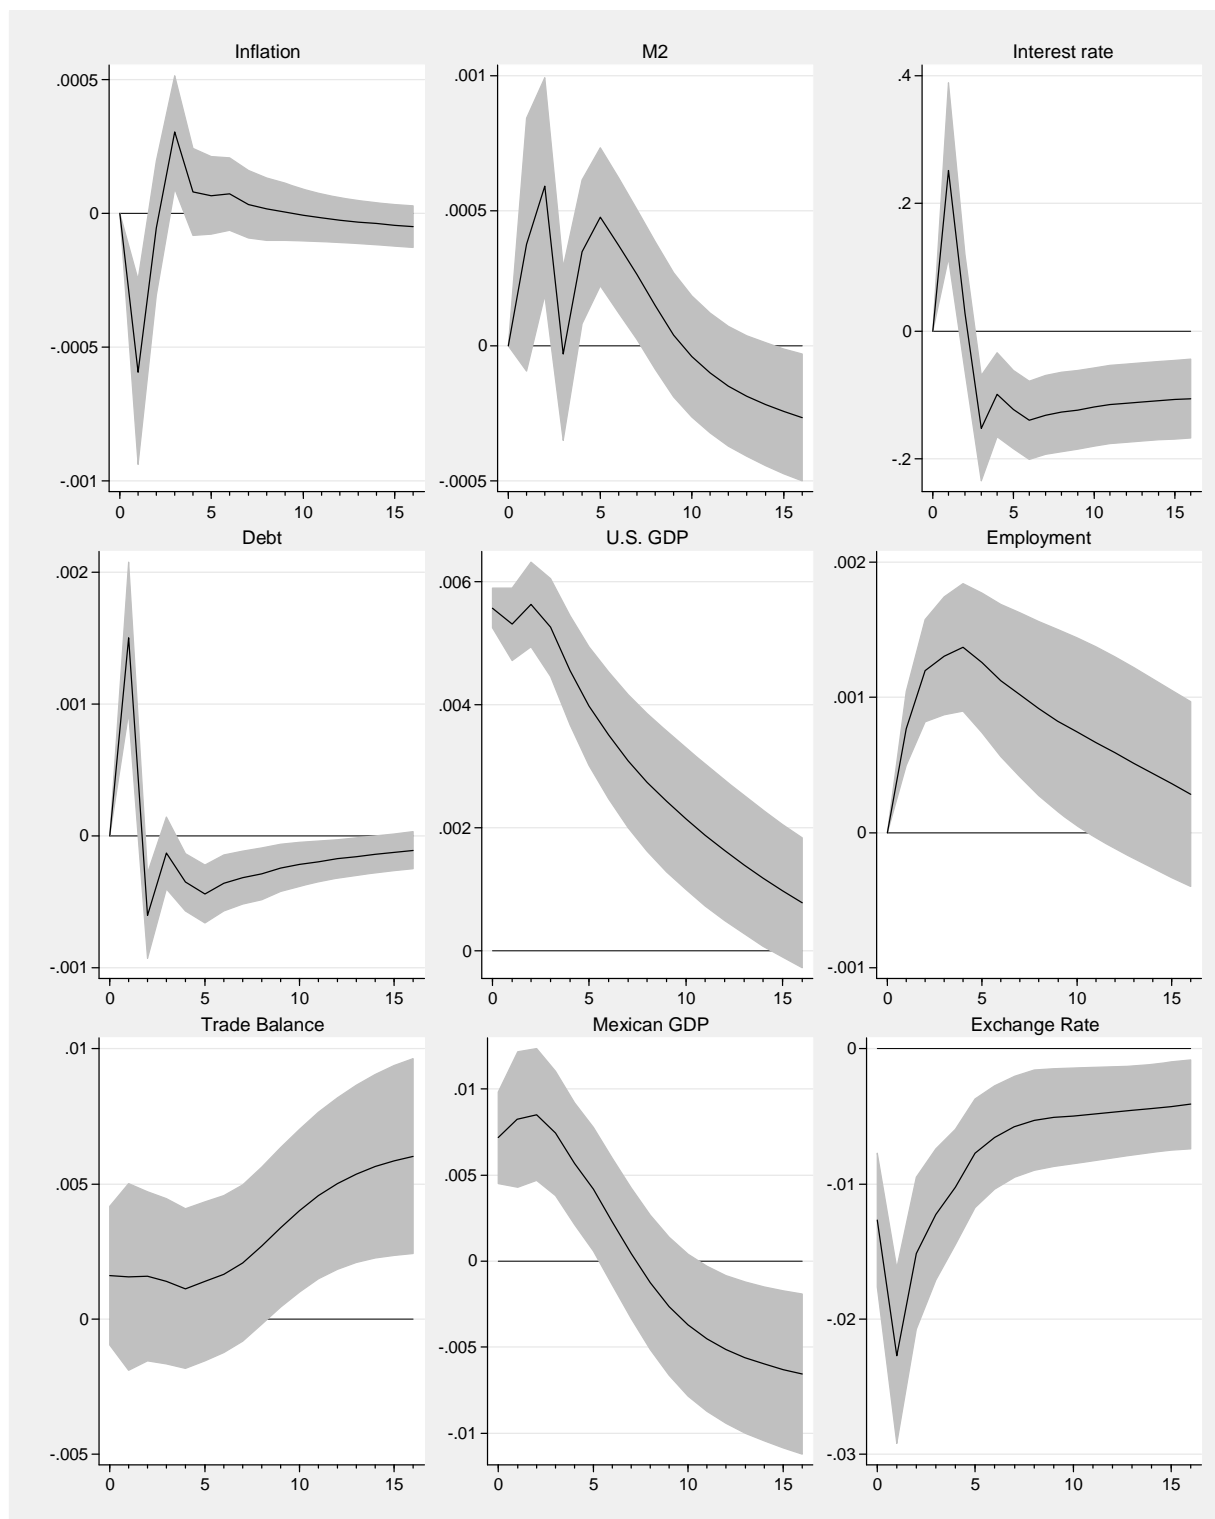 Inflation
.0005
0
-.0005
-.001
0 5 10 15
M2
.001
.0005
0
-.0005
0 5 10 15
Interest rate
.4
.2
0
-.2
0 5 10 15
Debt
.002
.001
0
-.001
0 5 10 15
U.S. GDP
.006
.004
.002
0
0 5 10 15
Employment
.002
.001
0
-.001
0 5 10 15
Trade Balance
.01
.005
0
-.005
0 5 10 15
Mexican GDP
.01
.005
0
-.005
-.01
0 5 10 15
Exchange Rate
0
-.01
-.02
-.03
0 5 10 15